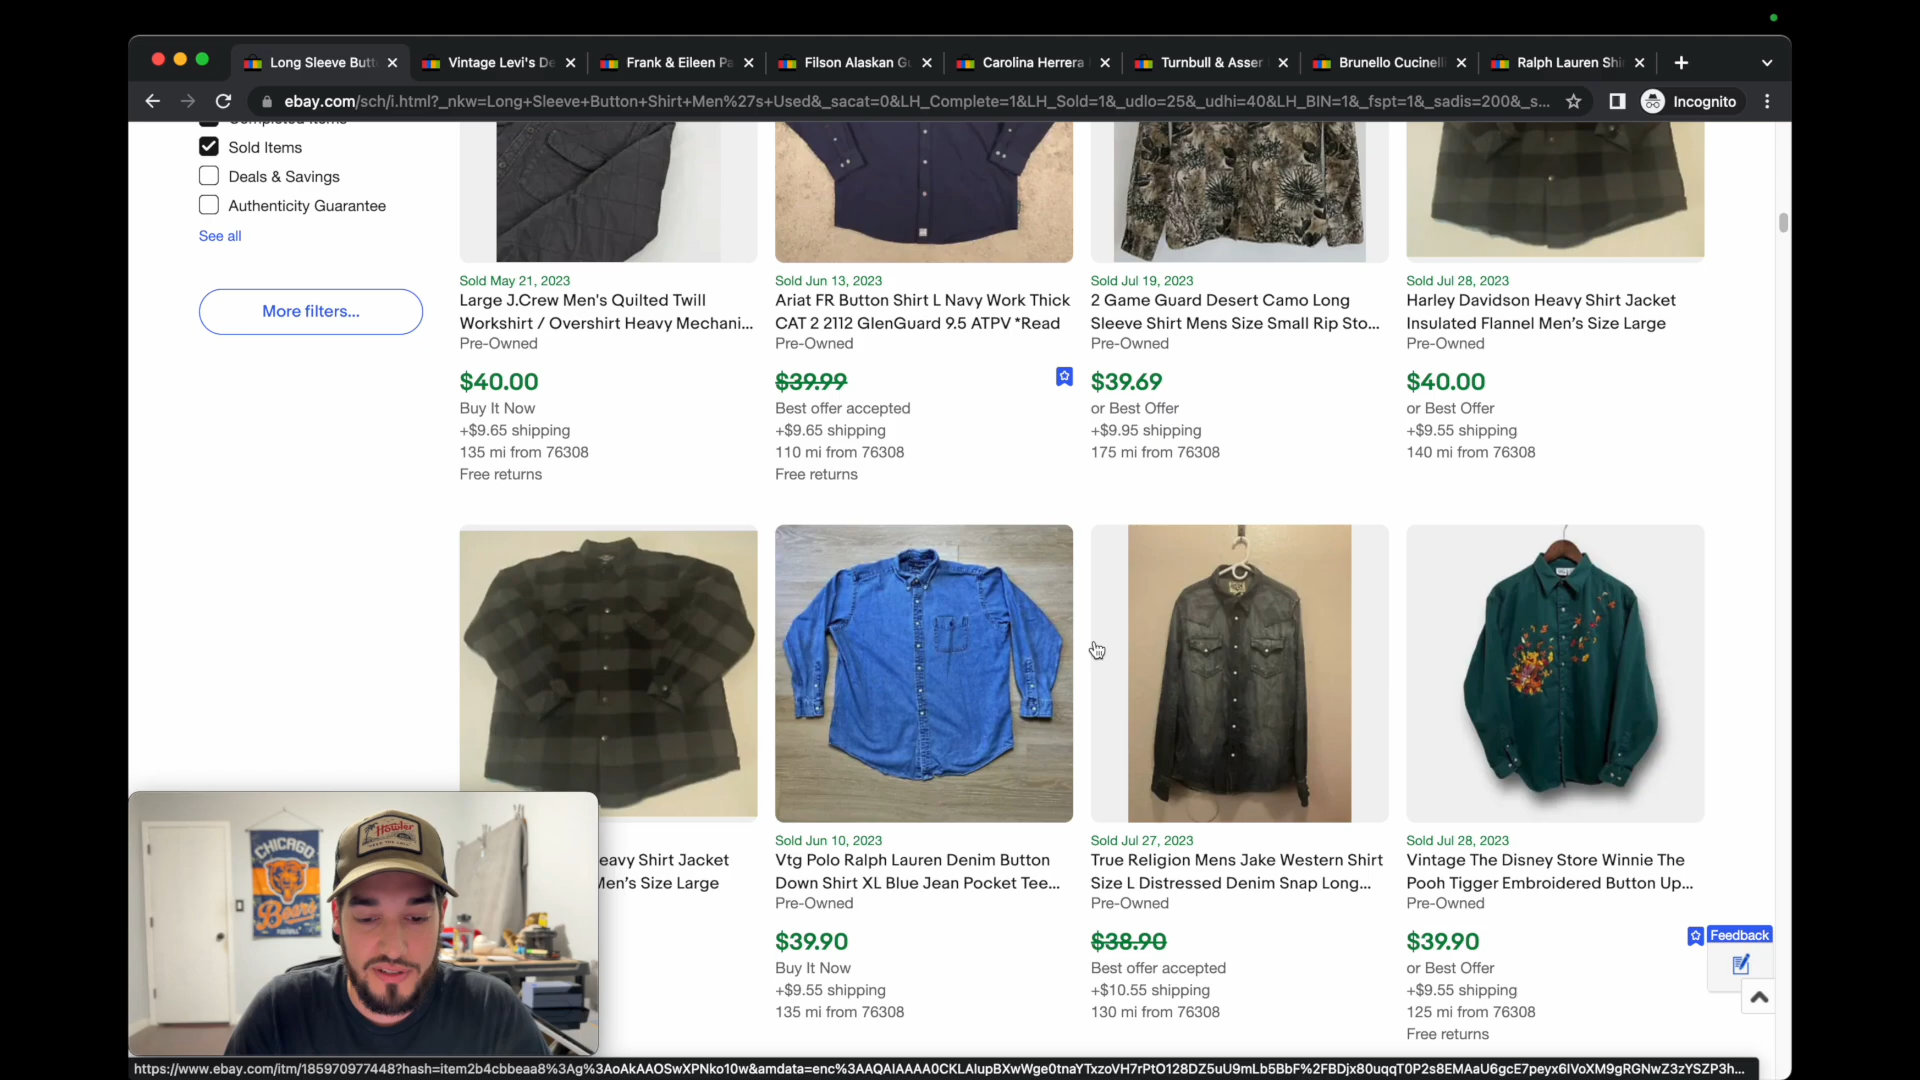 Long Sleeve Butt
Vintage Levi's De
Frank & Eileen Pa
Filson Alaskan Gu
Carolina Herrera
Turnbull & Asser
Brunello Cucinell
Ralph Lauren Shi
ebay.com/sch/i.html?_nkw=Long+Sleeve+Button+Shirt+Men%27s+Used&_sacat=0&LH_Complete=1&LH_Sold=1&_udlo=25&_udhi=40&LH_BIN=1&_fspt=1&_sadis=200&_s...
Incognito
Completed Items
Sold Items
Deals & Savings
Authenticity Guarantee
See all
More filters...
Sold May 21, 2023
Large J.Crew Men's Quilted Twill
Workshirt / Overshirt Heavy Mechani...
Pre-Owned
$40.00
Buy It Now
+$9.65 shipping
135 mi from 76308
Free returns
Sold Jun 13, 2023
Ariat FR Button Shirt L Navy Work Thick
CAT 2 2112 GlenGuard 9.5 ATPV *Read
Pre-Owned
$39.99
Best offer accepted
+$9.65 shipping
110 mi from 76308
Free returns
Sold Jul 19, 2023
2 Game Guard Desert Camo Long
Sleeve Shirt Mens Size Small Rip Sto...
Pre-Owned
$39.69
or Best Offer
+$9.95 shipping
175 mi from 76308
Sold Jul 28, 2023
Harley Davidson Heavy Shirt Jacket
Insulated Flannel Men's Size Large
Pre-Owned
$40.00
or Best Offer
+$9.55 shipping
140 mi from 76308
eavy Shirt Jacket
Men's Size Large
Sold Jun 10, 2023
Vtg Polo Ralph Lauren Denim Button
Down Shirt XL Blue Jean Pocket Tee...
Pre-Owned
$39.90
Buy It Now
+$9.55 shipping
135 mi from 76308
Sold Jul 27, 2023
True Religion Mens Jake Western Shirt
Size L Distressed Denim Snap Long...
Pre-Owned
$38.90
Best offer accepted
+$10.55 shipping
130 mi from 76308
Sold Jul 28, 2023
Vintage The Disney Store Winnie The
Pooh Tigger Embroidered Button Up...
Pre-Owned
$39.90
or Best Offer
+$9.55 shipping
125 mi from 76308
Free returns
Feedback
CHICAGO
Bears
FOOTBALL
Howler